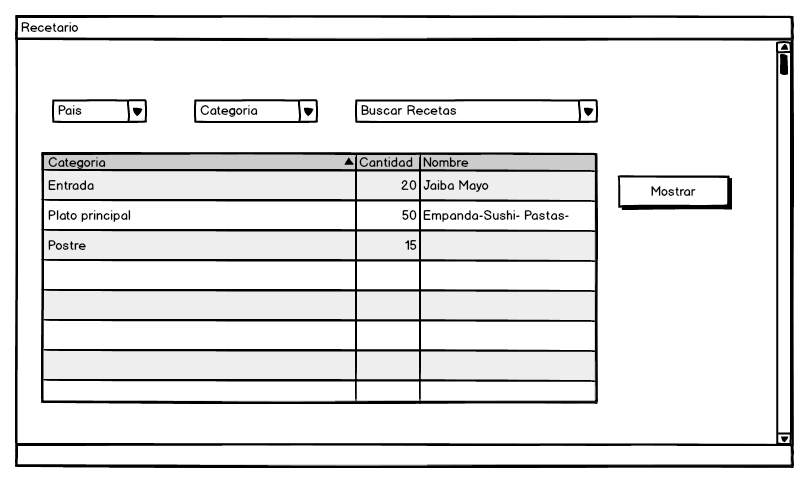 Recetario
Pais Categoria Buscar Recetas
Categoria Cantidad Nombre
Entrada 20 Jaiba Mayo
Mostrar
Plato principal 50 Empanda-Sushi- Pastas-
Postre 15